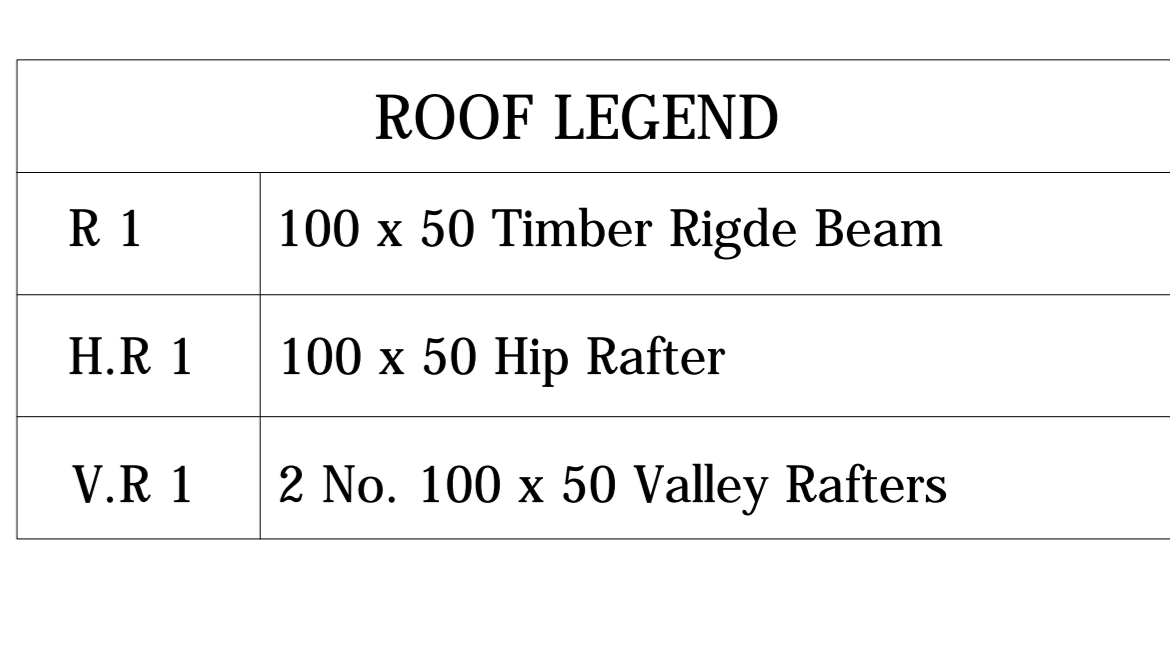 ROOF LEGEND
R 1 100 x 50 Timber Rigde Beam
H.R 1 100 x 50 Hip Rafter
V.R 1 2 No. 100 x 50 Valley Rafters